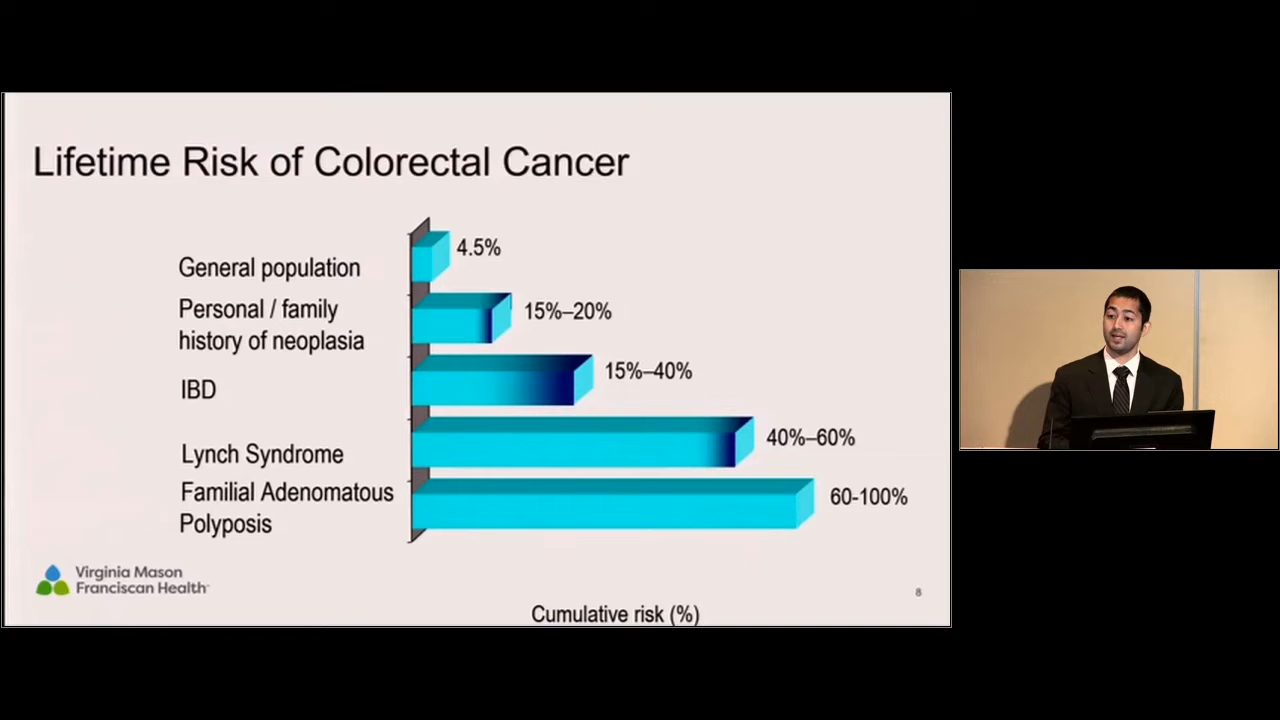 Lifetime Risk of Colorectal Cancer
General population
4.5%
Personal / family
history of neoplasia
15%–20%
IBD
15%–40%
Lynch Syndrome
40%–60%
Familial Adenomatous
Polyposis
60-100%
Virginia Mason
Franciscan Health
8
Cumulative risk (%)